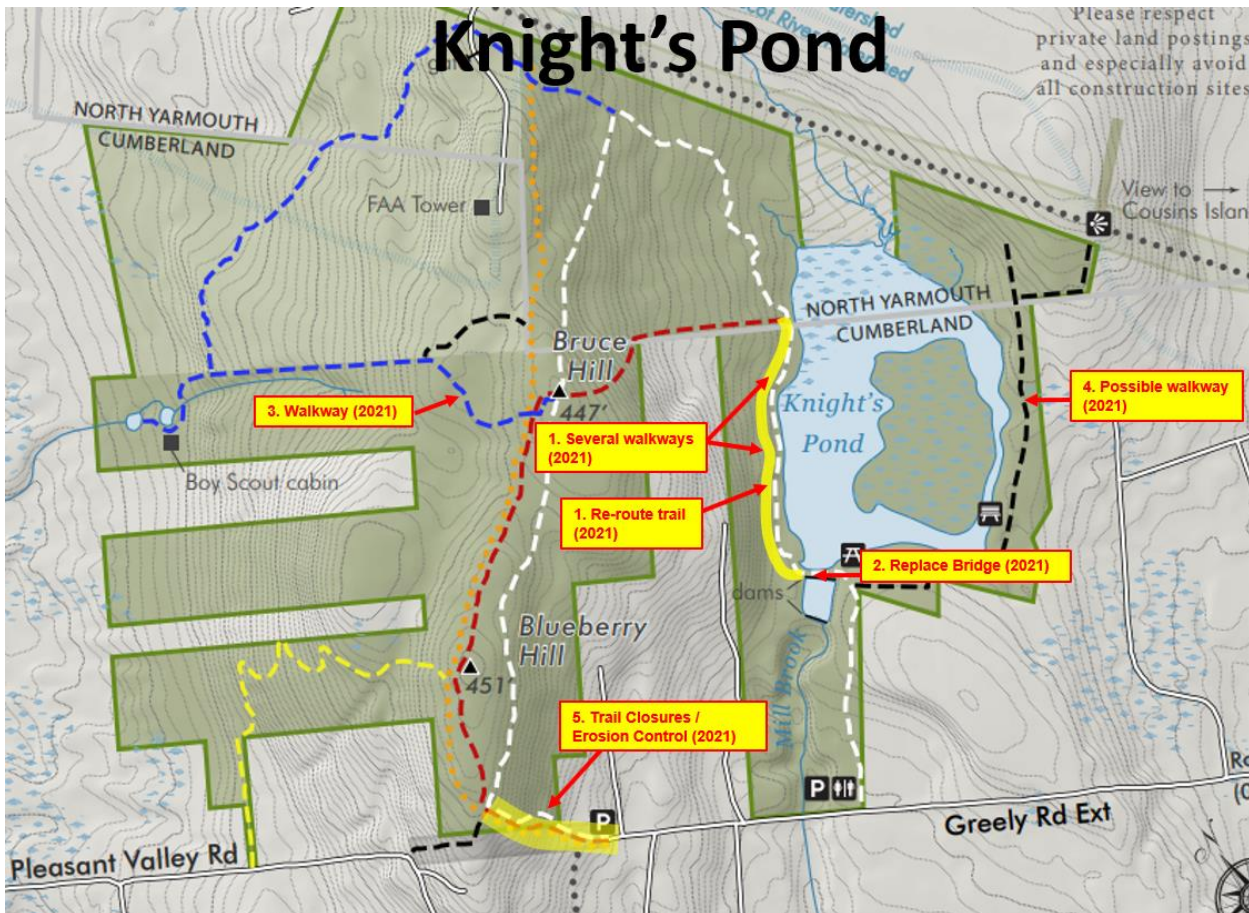 Knight's Pond
Please respect
private land postings
and especially avoid
all construction sites
NORTH YARMOUTH
CUMBERLAND
FAA Tower
View to
Cousins Islan
NORTH YARMOUTH
CUMBERLAND
Bruce
Hill
447'
3. Walkway (2021)
Knight's
Pond
4. Possible walkway
(2021)
1. Several walkways
(2021)
Boy Scout cabin
1. Re-route trail
(2021)
2. Replace Bridge (2021)
dams
Blueberry
Hill
451'
Mill Brook
5. Trail Closures /
Erosion Control (2021)
P
P
Greely Rd Ext
Pleasant Valley Rd
N